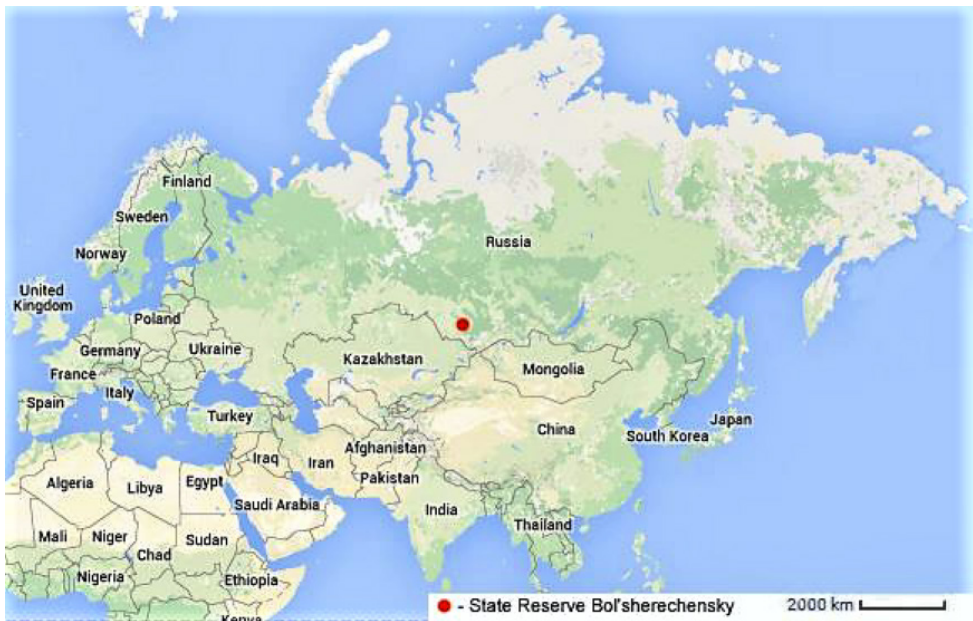 Finland
Sweden
Russia
Norway
United
Kingdom
Poland
Germany
Ukraine
Kazakhstan
France
Mongolia
Italy
Spain
Turkey
Japan
China
South Korea
Afghanistan
Iraq
Iran
Pakistan
Algeria
Libya
Egypt
Saudi Arabia
India
Thailand
Mali
Niger
Sudan
Chad
Nigeria
Ethiopia
Kenya
- State Reserve Bol'sherechensky
2000 km